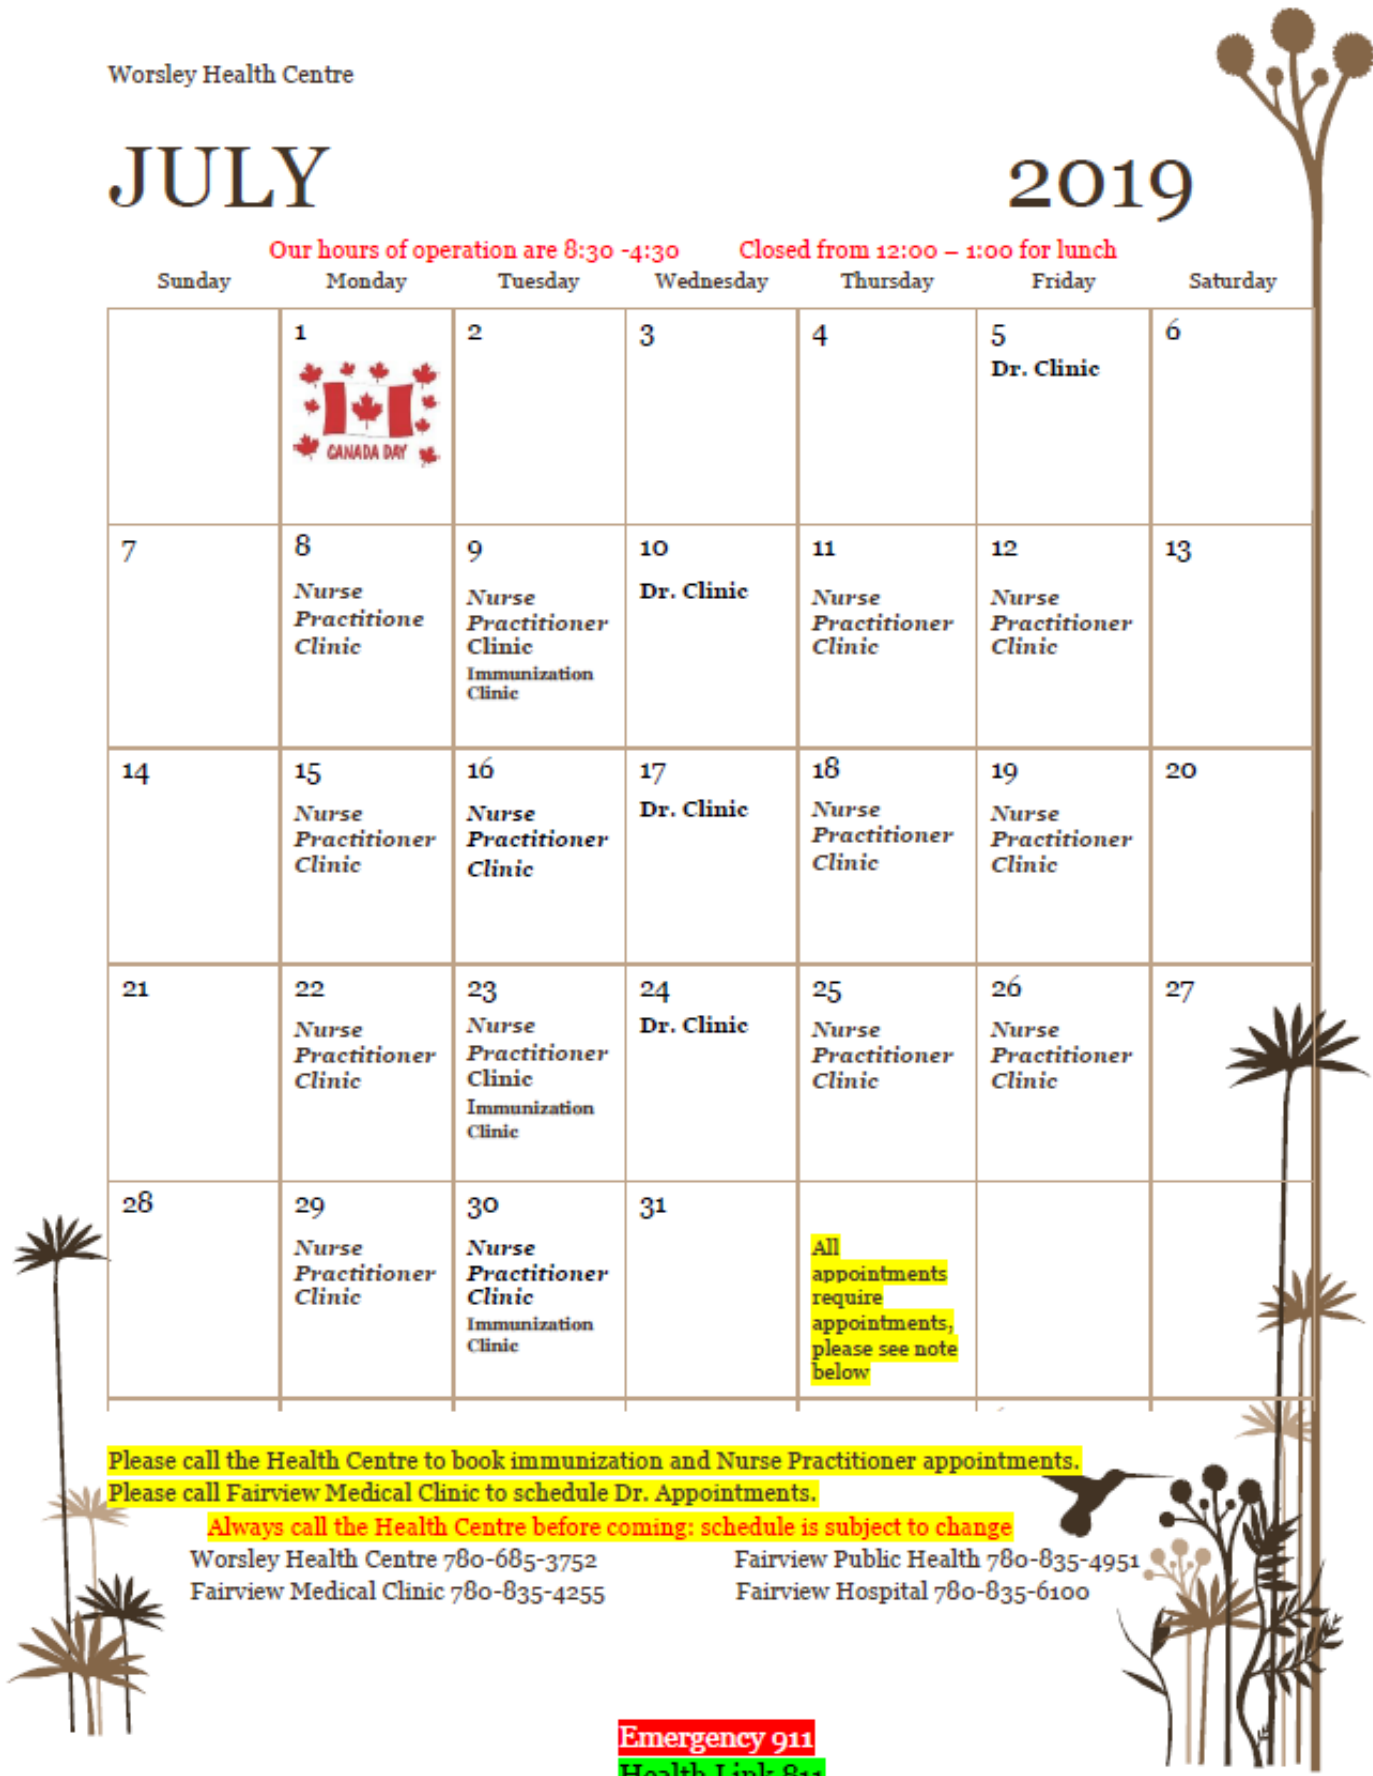 Worsley Health Centre
JULY 2019
Our hours of operation are 8:30 -4:30 Closed from 12:00 – 1:00 for lunch
Sunday Monday Tuesday Wednesday Thursday Friday Saturday
1
CANADA DAY
2
3
4
5
Dr. Clinic
6
7
8
Nurse
Practitione
Clinic
9
Nurse
Practitioner
Clinic
Immunization
Clinic
10
Dr. Clinic
11
Nurse
Practitioner
Clinic
12
Nurse
Practitioner
Clinic
13
14
15
Nurse
Practitioner
Clinic
16
Nurse
Practitioner
Clinic
17
Dr. Clinic
18
Nurse
Practitioner
Clinic
19
Nurse
Practitioner
Clinic
20
21
22
Nurse
Practitioner
Clinic
23
Nurse
Practitioner
Clinic
Immunization
Clinic
24
Dr. Clinic
25
Nurse
Practitioner
Clinic
26
Nurse
Practitioner
Clinic
27
28
29
Nurse
Practitioner
Clinic
30
Nurse
Practitioner
Clinic
Immunization
Clinic
31
All
appointments
require
appointments,
please see note
below
Please call the Health Centre to book immunization and Nurse Practitioner appointments.
Please call Fairview Medical Clinic to schedule Dr. Appointments.
Always call the Health Centre before coming: schedule is subject to change
Worsley Health Centre 780-685-3752 Fairview Public Health 780-835-4951
Fairview Medical Clinic 780-835-4255 Fairview Hospital 780-835-6100
Emergency 911
Health Link 811